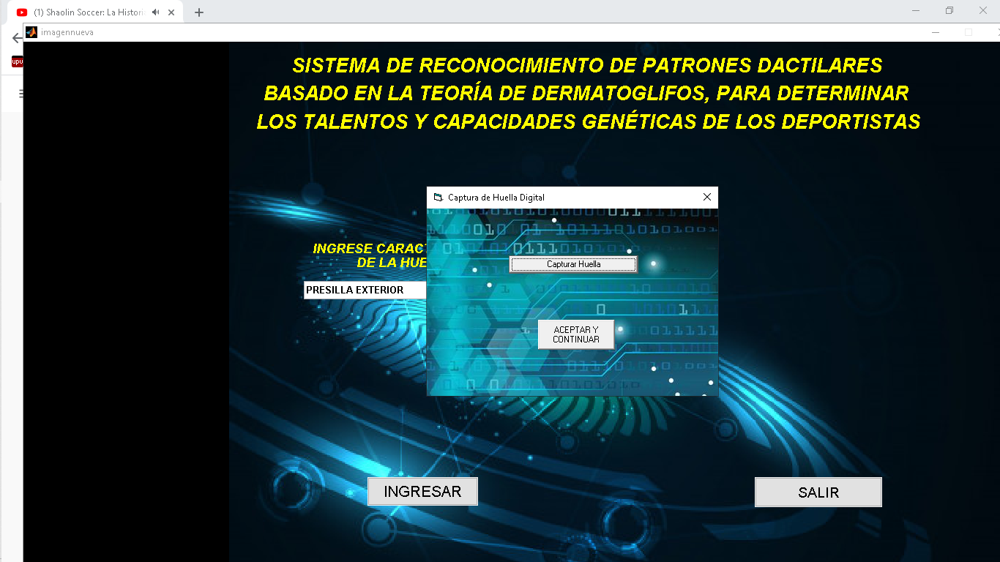 (1) Shaolin Soccer: La Histori
imagennueva
upu
SISTEMA DE RECONOCIMIENTO DE PATRONES DACTILARES
BASADO EN LA TEORÍA DE DERMATOGLIFOS, PARA DETERMINAR
LOS TALENTOS Y CAPACIDADES GENÉTICAS DE LOS DEPORTISTAS
Captura de Huella Digital
INGRESE CARACT
DE LA HUE
Capturar Huella
PRESILLA EXTERIOR
ACEPTAR Y
CONTINUAR
INGRESAR
SALIR